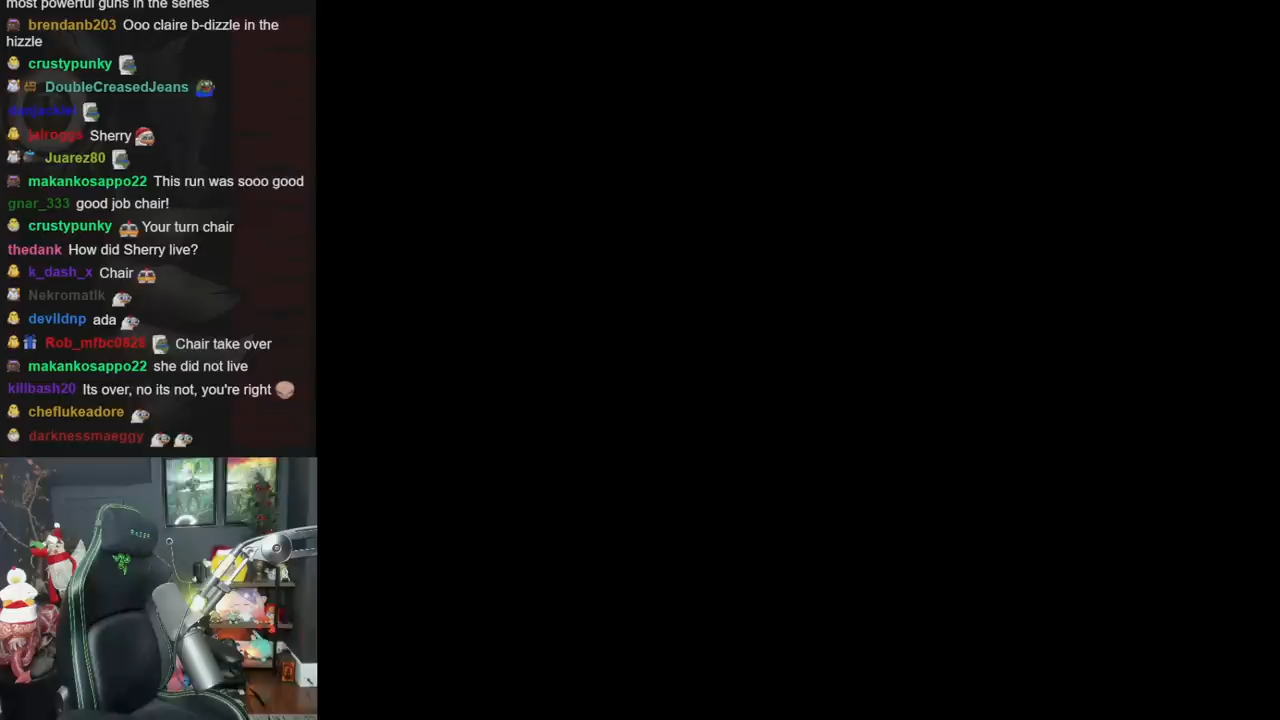 most powerful guns in the series
brendanb203 Ooo claire b-dizzle in the
hizzle
crustypunky
DoubleCreasedJeans
jalroggs Sherry
Juarez80
makankosappo22 This run was sooo good
gnar_333 good job chair!
crustypunky Your turn chair
thedank How did Sherry live?
k_dash_x Chair
Nekromatik
devildnp ada
Rob_mfbc0828 Chair take over
makankosappo22 she did not live
killbash20 Its over, no its not, you're right
cheflukeadore
darknessmaeggy
RAZER